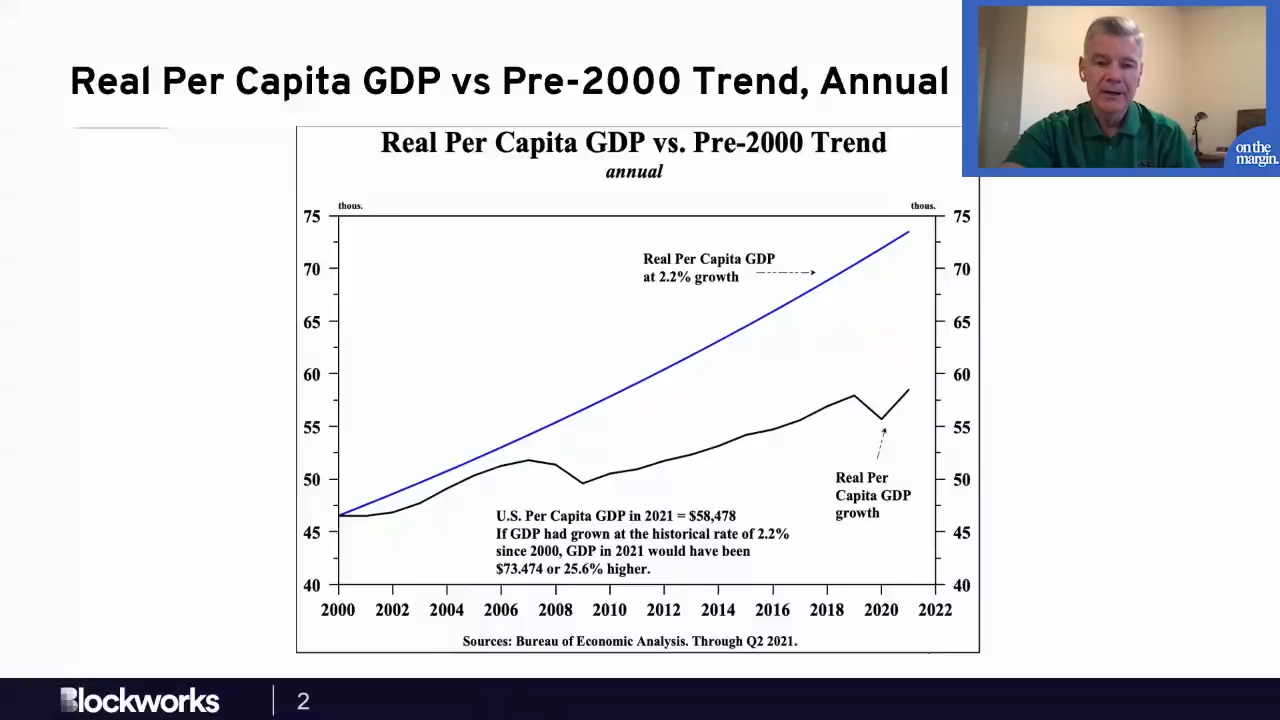 Real Per Capita GDP vs Pre-2000 Trend, Annual
on the
margin.
Real Per Capita GDP vs. Pre-2000 Trend
annual
thous.
thous.
75
75
70
70
65
65
60
60
55
55
50
50
45
45
40
40
Real Per Capita GDP
at 2.2% growth
Real Per
Capita GDP
growth
U.S. Per Capita GDP in 2021 = $58,478
If GDP had grown at the historical rate of 2.2%
since 2000, GDP in 2021 would have been
$73.474 or 25.6% higher.
2000 2002 2004 2006 2008 2010 2012 2014 2016 2018 2020 2022
Sources: Bureau of Economic Analysis. Through Q2 2021.
Blockworks
2